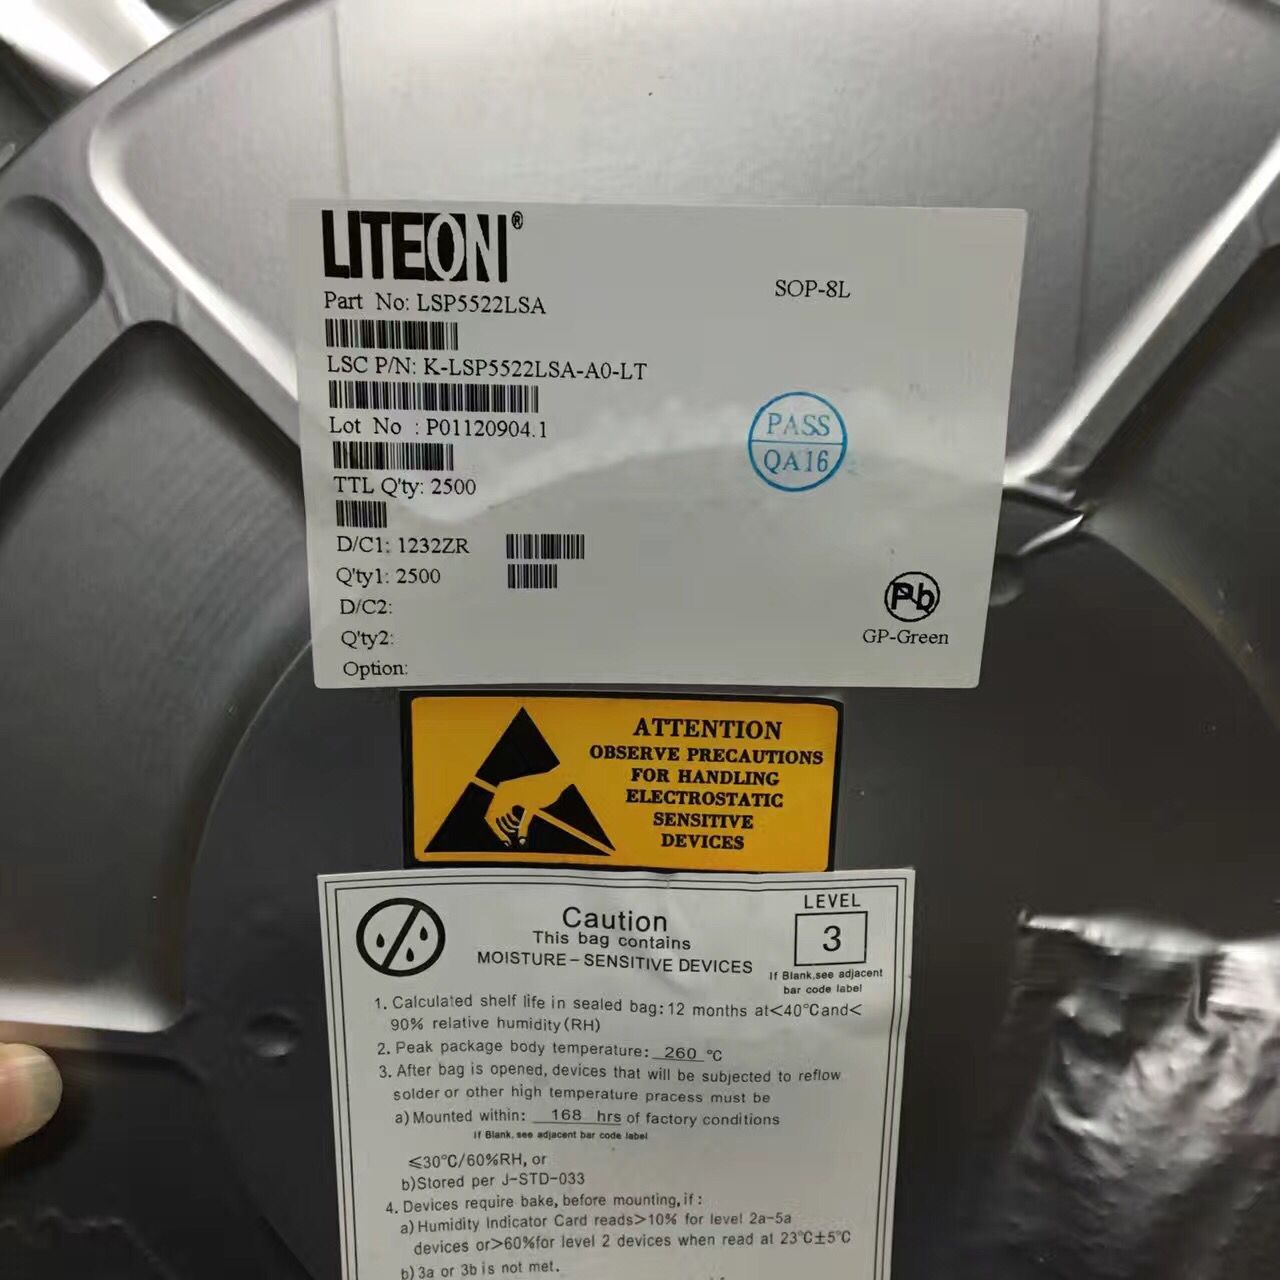 LITEON®
Part No: LSP5522LSA
SOP-8L
LSC P/N: K-LSP5522LSA-A0-LT
Lot No : P01120904.1
PASS
QA16
TTL Q'ty: 2500
D/C1: 1232ZR
Q'ty1: 2500
D/C2:
Pb
Q'ty2:
GP-Green
Option:
ATTENTION
OBSERVE PRECAUTIONS
FOR HANDLING
ELECTROSTATIC
SENSITIVE
DEVICES
Caution
This bag contains
MOISTURE-SENSITIVE DEVICES
LEVEL
3
If Blank,see adjacent
bar code label
1. Calculated shelf life in sealed bag:12 months at<40℃and<
90% relative humidity(RH)
2. Peak package body temperature: 260 ℃
3. After bag is opened, devices that will be subjected to reflow
solder or other high temperature pracess must be
a)Mounted within: 168 hrs of factory conditions
If Blank, see adjacent bar code label
≤30℃/60%RH, or
b)Stored per J-STD-033
4. Devices require bake, before mounting, if:
a)Humidity Indicator Card reads>10% for level 2a-5a
devices or>60%for level 2 devices when read at 23℃±5℃
b)3a or 3b is not met.